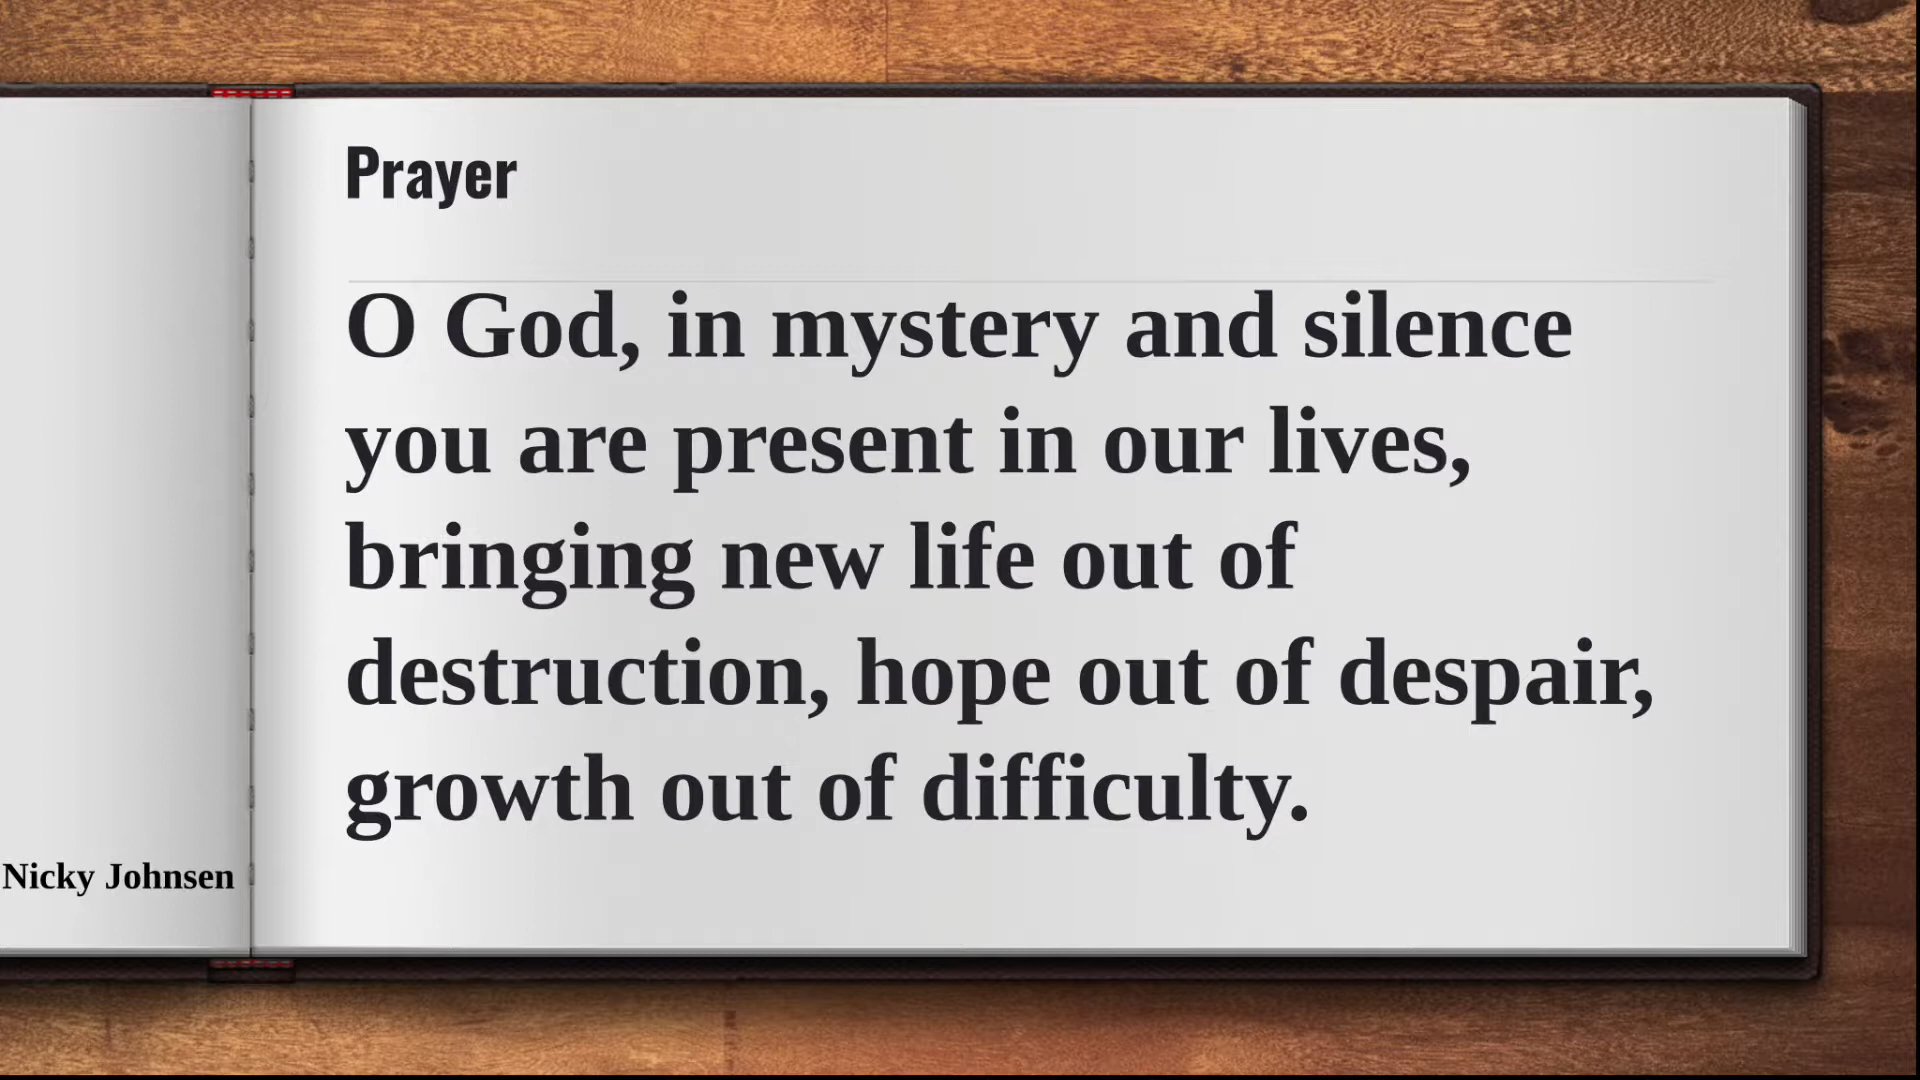 Prayer
O God, in mystery and silence
you are present in our lives,
bringing new life out of
destruction, hope out of despair,
growth out of difficulty.
Nicky Johnsen